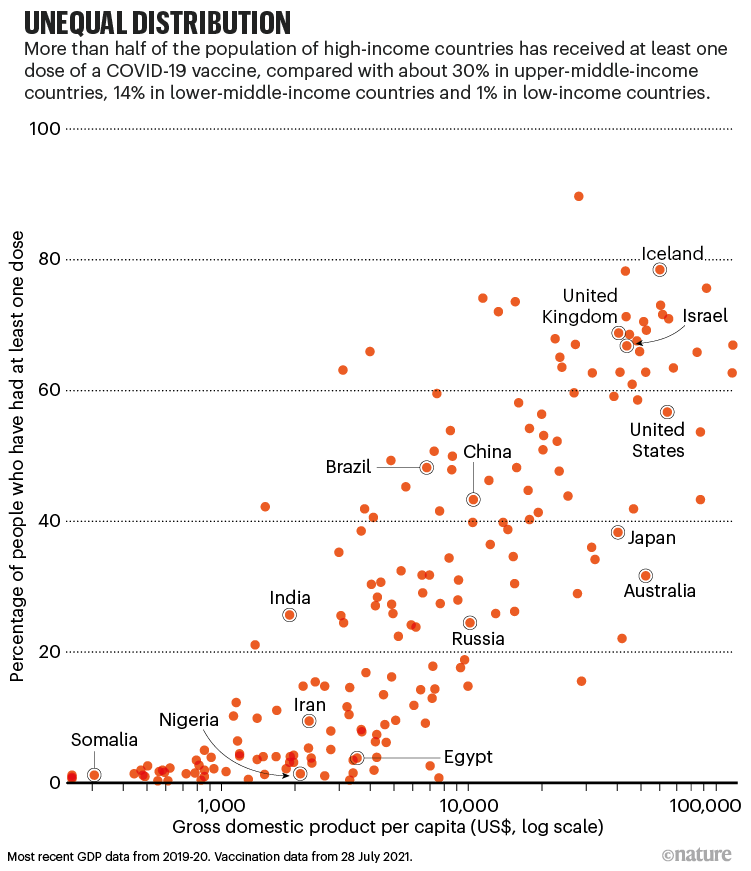 UNEQUAL DISTRIBUTION
More than half of the population of high-income countries has received at least one
dose of a COVID-19 vaccine, compared with about 30% in upper-middle-income
countries, 14% in lower-middle-income countries and 1% in low-income countries.
Percentage of people who have had at least one dose
100
80
60
40
20
0
Iceland
United
Kingdom
Israel
United
States
China
Brazil
Japan
Australia
India
Russia
Iran
Nigeria
Somalia
Egypt
1,000
10,000
100,000
Gross domestic product per capita (US$, log scale)
Most recent GDP data from 2019-20. Vaccination data from 28 July 2021.
©nature